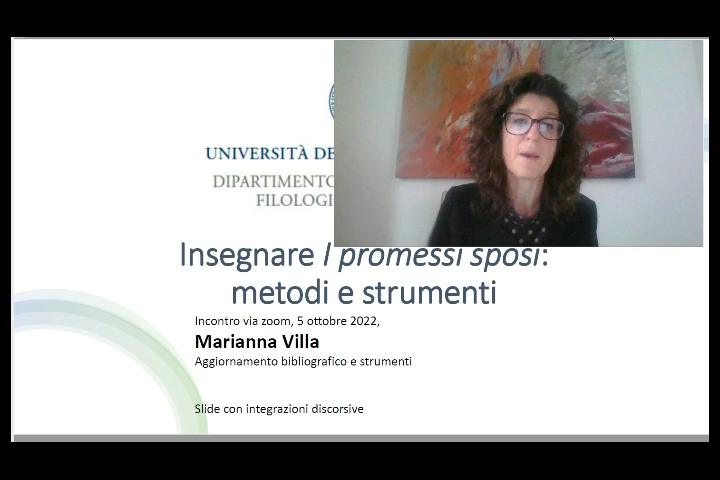 UNIVERSITÀ DE
DIPARTIMENTO
FILOLOGI
Insegnare I promessi sposi:
metodi e strumenti
Incontro via zoom, 5 ottobre 2022,
Marianna Villa
Aggiornamento bibliografico e strumenti
Slide con integrazioni discorsive